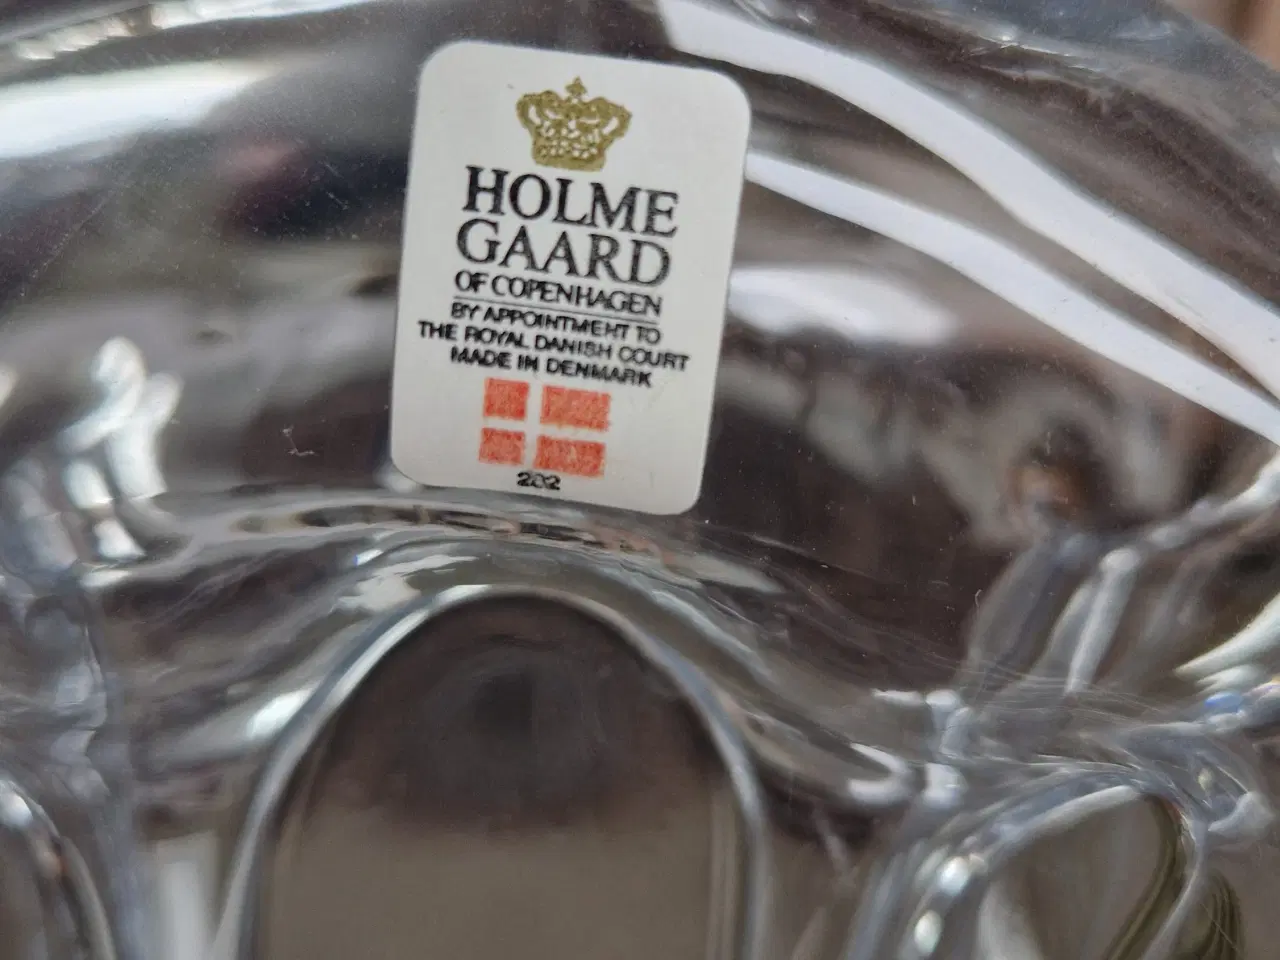 HOLME
GAARD
OF COPENHAGEN
BY APPOINTMENT TO
THE ROYAL DANISH COURT
MADE IN DENMARK
202